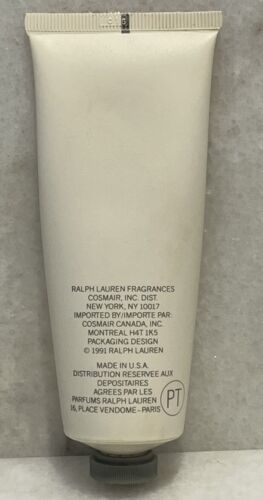 RALPH LAUREN FRAGRANCES
COSMAIR, INC. DIST.
NEW YORK, NY 10017
IMPORTED BY/IMPORTE PAR:
COSMAIR CANADA, INC.
MONTREAL H4T 1K5
PACKAGING DESIGN
© 1991 RALPH LAUREN
MADE IN U.S.A.
DISTRIBUTION RESERVEE AUX
DEPOSITAIRES
AGREES PAR LES
PARFUMS RALPH LAUREN
16, PLACE VENDOME-PARIS
PT